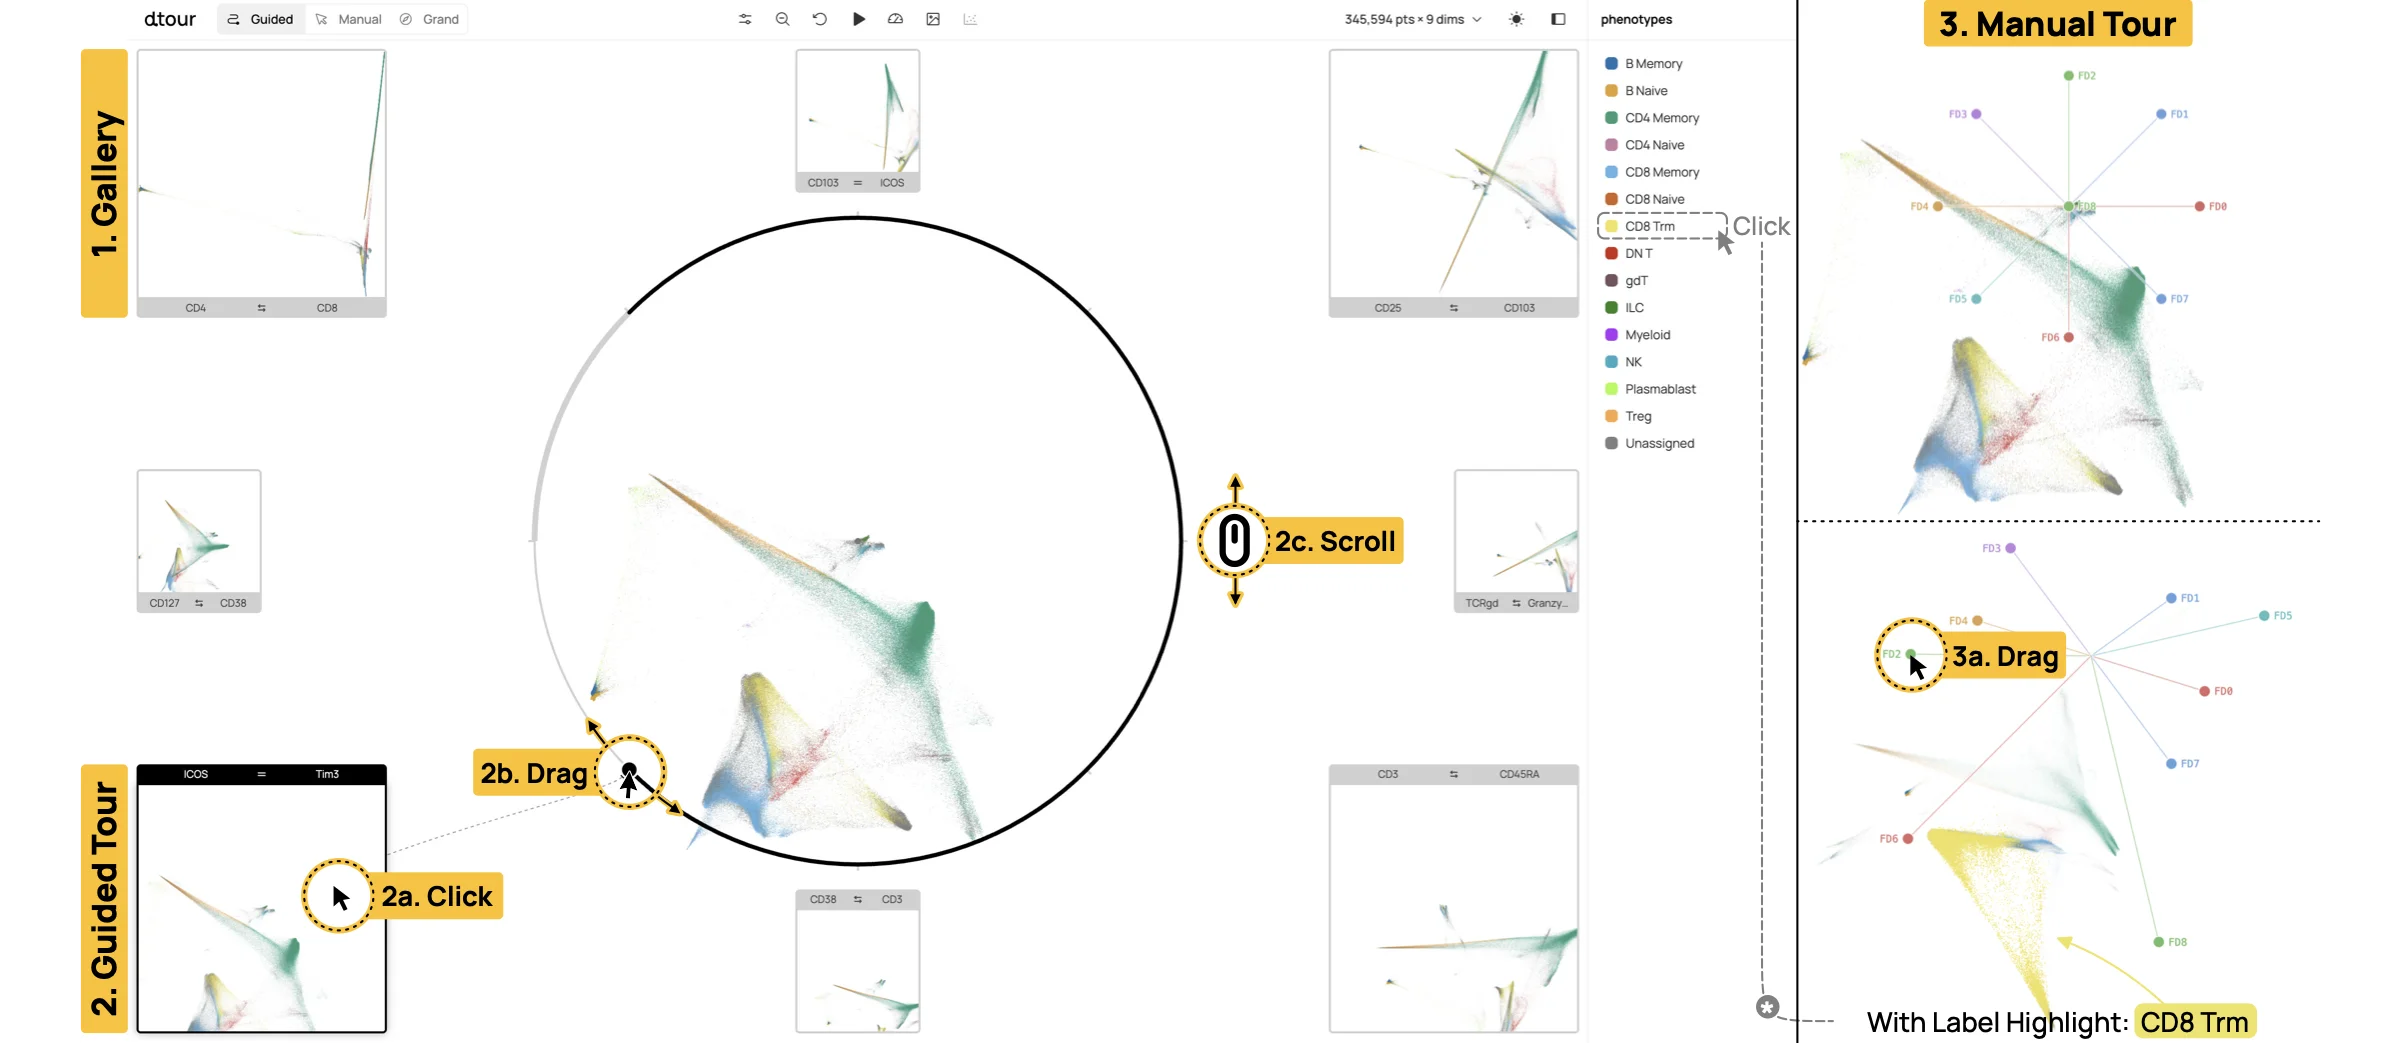 dtour
Guided
Manual
Grand
345,594 pts × 9 dims
phenotypes
1. Gallery
CD4 ⇆ CD8
CD103 = ICOS
CD25 ⇆ CD103
CD127 ⇆ CD38
TCRgd ⇆ Granzy...
2. Guided Tour
ICOS = Tim3
CD38 ⇆ CD3
CD3 ⇆ CD45RA
2a. Click
2b. Drag
2c. Scroll
B Memory
B Naive
CD4 Memory
CD4 Naive
CD8 Memory
CD8 Naive
CD8 Trm
DN T
gdT
ILC
Myeloid
NK
Plasmablast
Treg
Unassigned
Click
3. Manual Tour
FD2
FD3
FD1
FD4
FD8
FD0
FD5
FD7
FD6
FD3
FD1
FD5
FD4
FD2
3a. Drag
FD0
FD7
FD6
FD8
With Label Highlight: CD8 Trm